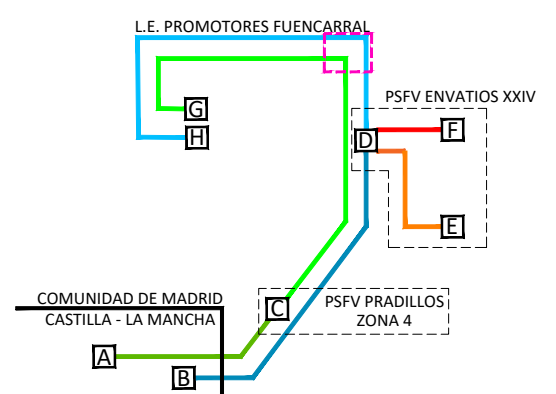 L.E. PROMOTORES FUENCARRAL
PSFV ENVATIOS XXIV
G
F
H
D
E
COMUNIDAD DE MADRID
CASTILLA - LA MANCHA
C
PSFV PRADILLOS
ZONA 4
A
B